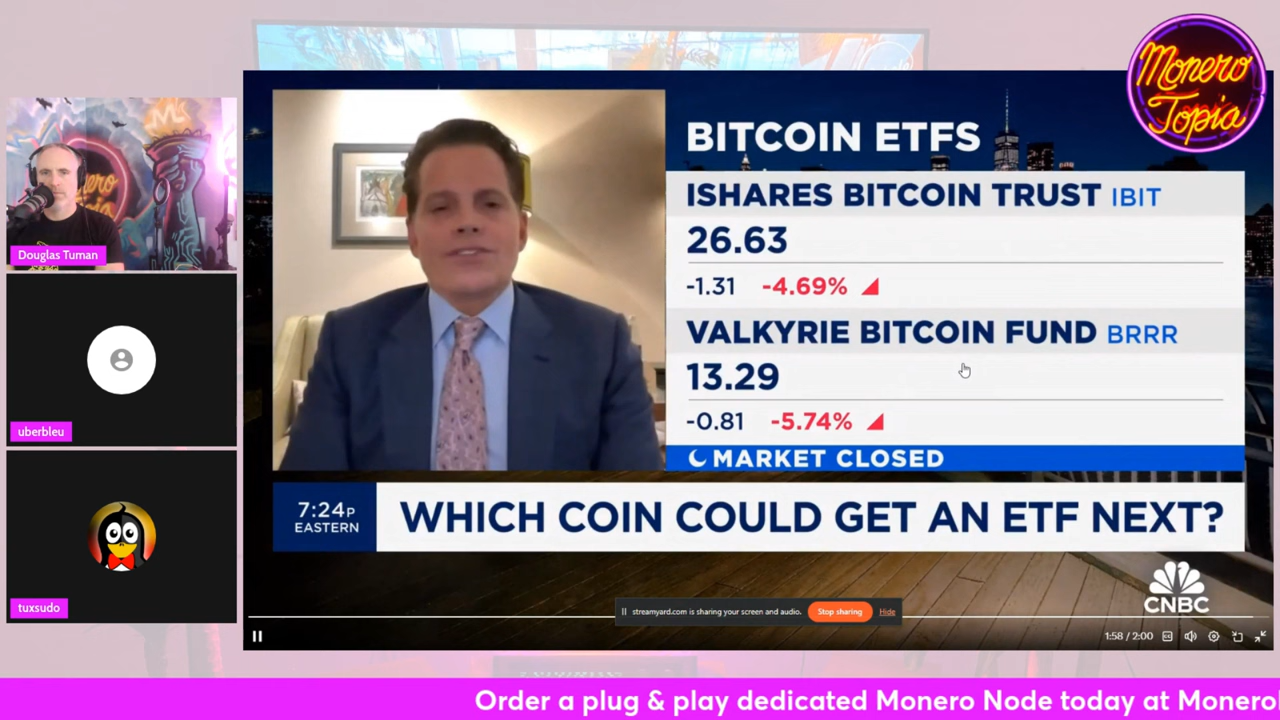 Monero
Topia
BITCOIN ETFS
ISHARES BITCOIN TRUST IBIT
26.63
-1.31 -4.69%
VALKYRIE BITCOIN FUND BRRR
13.29
-0.81 -5.74%
MARKET CLOSED
7:24P
EASTERN
WHICH COIN COULD GET AN ETF NEXT?
CNBC
streamyard.com is sharing your screen and audio.
Stop sharing
Hide
1:58 / 2:00
Douglas Tuman
uberbleu
tuxsudo
Order a plug & play dedicated Monero Node today at Monero